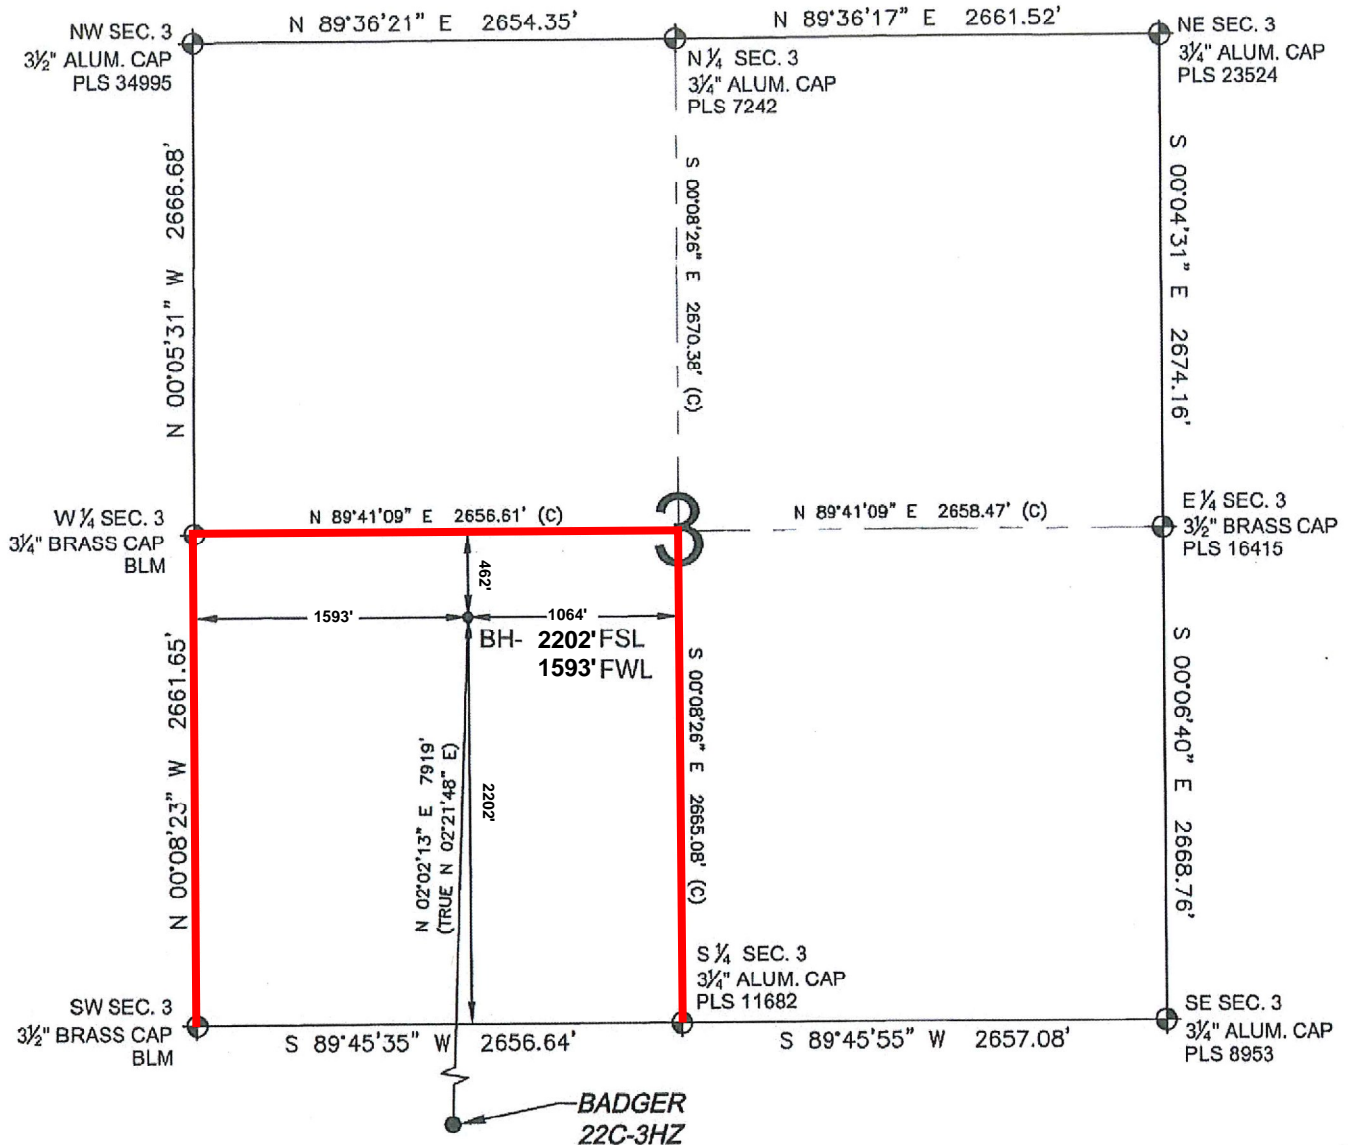 N 89°36'21" E 2654.35'
N 89°36'17" E 2661.52'
NW SEC. 3
3½" ALUM. CAP
PLS 34995
N ¼ SEC. 3
3¼" ALUM. CAP
PLS 7242
NE SEC. 3
3¼" ALUM. CAP
PLS 23524
N 00°05'31" W 2666.68'
S 00°08'26" E 2670.38' (C)
S 00°04'31" E 2674.16'
W ¼ SEC. 3
3¼" BRASS CAP
BLM
N 89°41'09" E 2656.61' (C)
3
N 89°41'09" E 2658.47' (C)
E ¼ SEC. 3
3½" BRASS CAP
PLS 16415
462'
1593'
1064'
BH- 2202' FSL
1593' FWL
N 00°08'23" W 2661.65'
N 02°02'13" E 7919'
(TRUE N 02°21'48" E)
2202'
S 00°08'26" E 2665.08' (C)
S 00°06'40" E 2668.76'
S ¼ SEC. 3
3¼" ALUM. CAP
PLS 11682
SW SEC. 3
3½" BRASS CAP
BLM
S 89°45'35" W 2656.64'
S 89°45'55" W 2657.08'
SE SEC. 3
3¼" ALUM. CAP
PLS 8953
BADGER
22C-3HZ